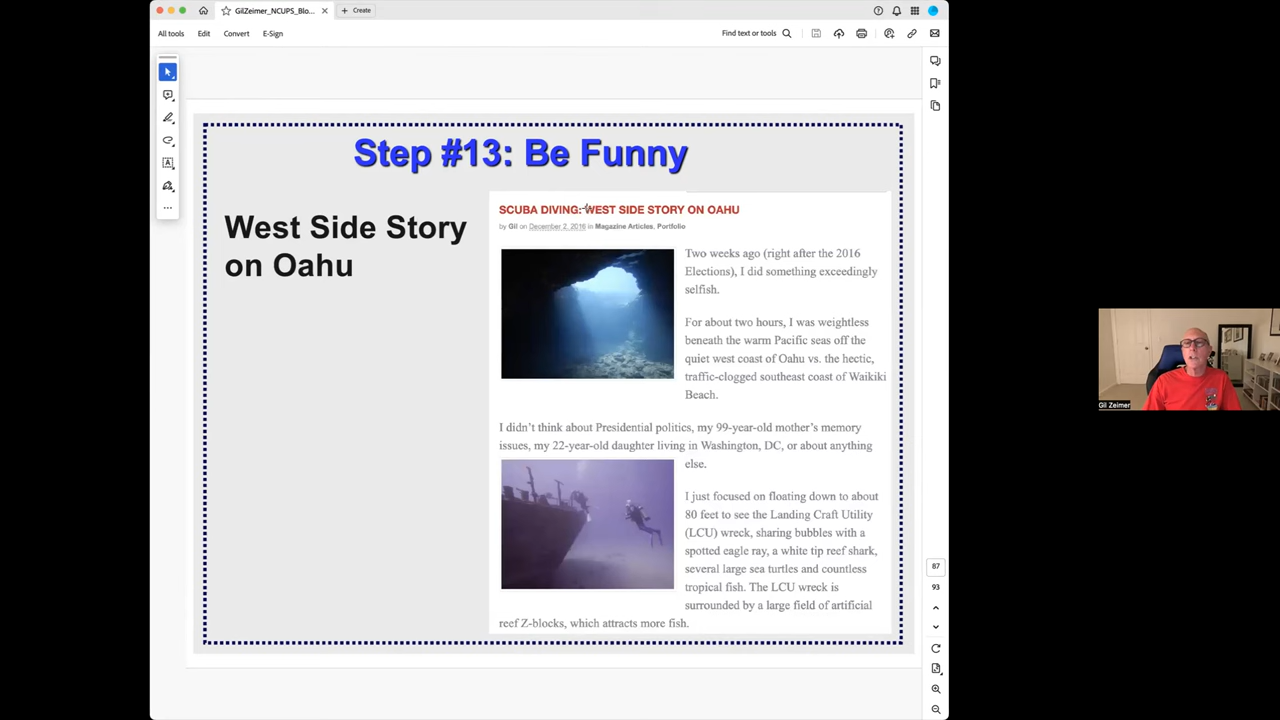 GilZeimer_NCUPS_Blo...
Create
All tools
Edit
Convert
E-Sign
Find text or tools
Step #13: Be Funny
West Side Story
on Oahu
SCUBA DIVING: WEST SIDE STORY ON OAHU
by Gil on December 2, 2016 in Magazine Articles, Portfolio
Two weeks ago (right after the 2016
Elections), I did something exceedingly
selfish.
For about two hours, I was weightless
beneath the warm Pacific seas off the
quiet west coast of Oahu vs. the hectic,
traffic-clogged southeast coast of Waikiki
Beach.
I didn't think about Presidential politics, my 99-year-old mother's memory
issues, my 22-year-old daughter living in Washington, DC, or about anything
else.
I just focused on floating down to about
80 feet to see the Landing Craft Utility
(LCU) wreck, sharing bubbles with a
spotted eagle ray, a white tip reef shark,
several large sea turtles and countless
tropical fish. The LCU wreck is
surrounded by a large field of artificial
reef Z-blocks, which attracts more fish.
87
93
Gil Zeimer